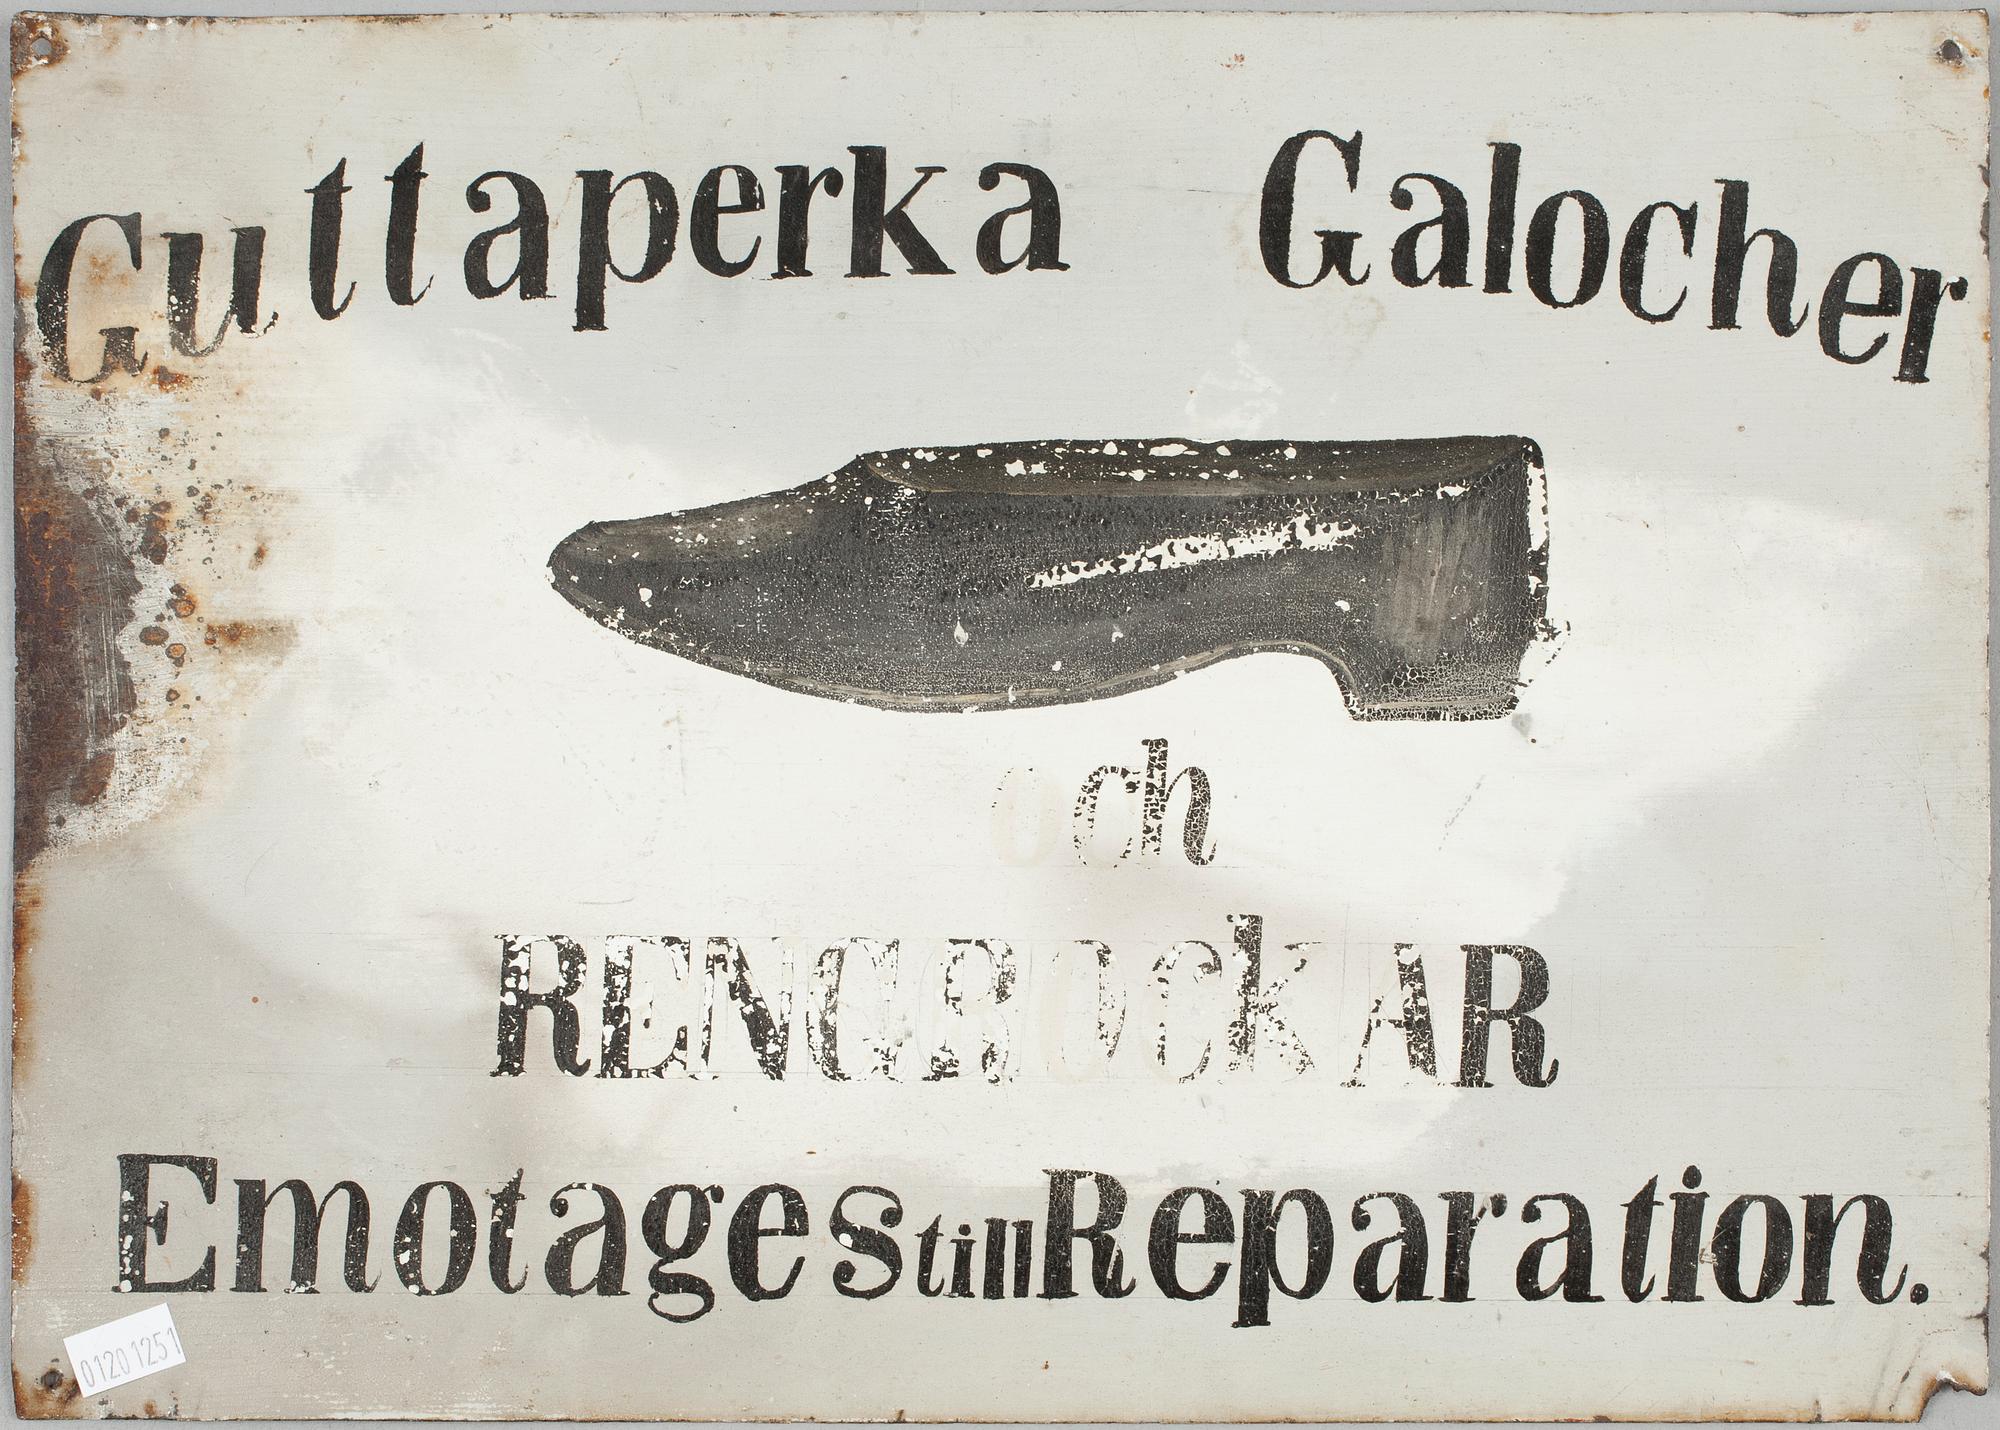 Guttaperka Galocher
och
RENGROCkAR
Emotages till Reparation.
01201251